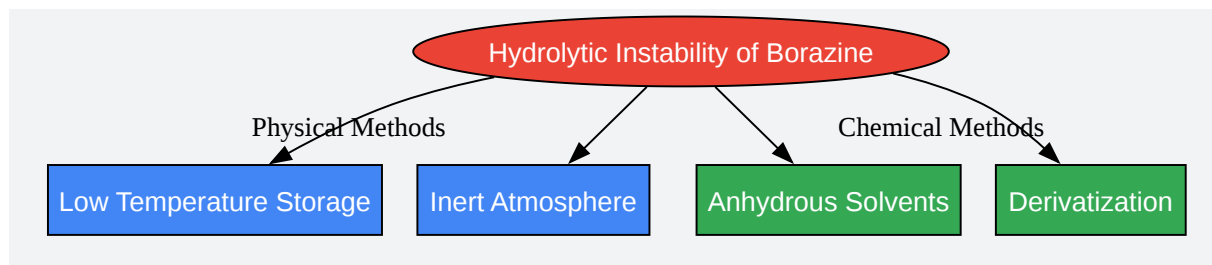 Hydrolytic Instability of Borazine
Physical Methods
Chemical Methods
Low Temperature Storage
Inert Atmosphere
Anhydrous Solvents
Derivatization